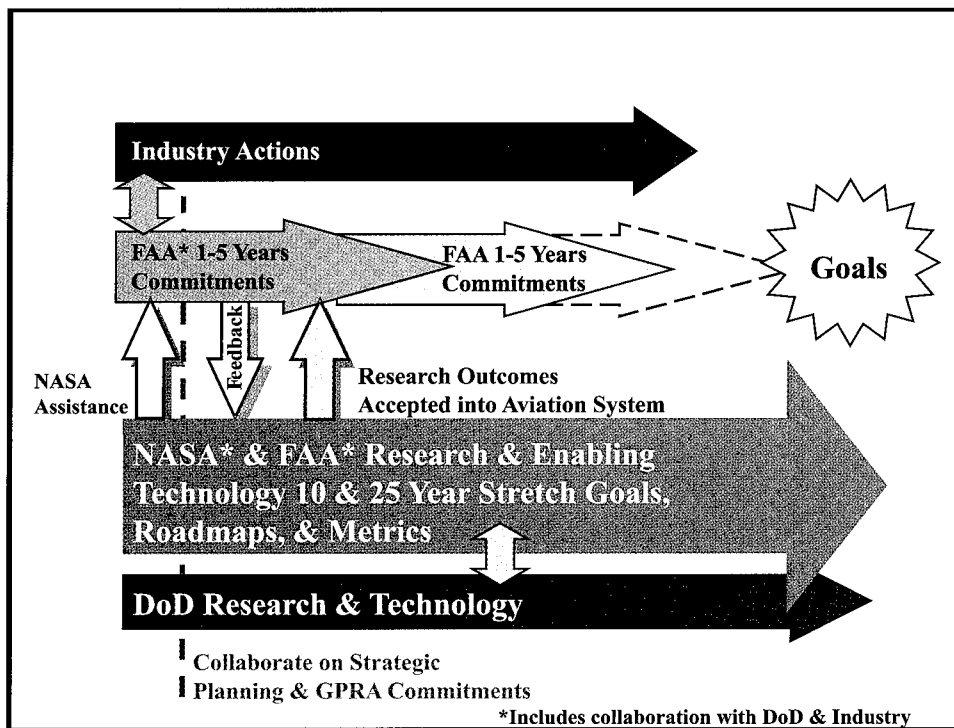 Industry Actions
FAA* 1-5 Years
Commitments
FAA 1-5 Years
Commitments
Goals
NASA
Assistance
Feedback
Research Outcomes
Accepted into Aviation System
NASA* & FAA* Research & Enabling
Technology 10 & 25 Year Stretch Goals,
Roadmaps, & Metrics
DoD Research & Technology
Collaborate on Strategic
Planning & GPRA Commitments
*Includes collaboration with DoD & Industry